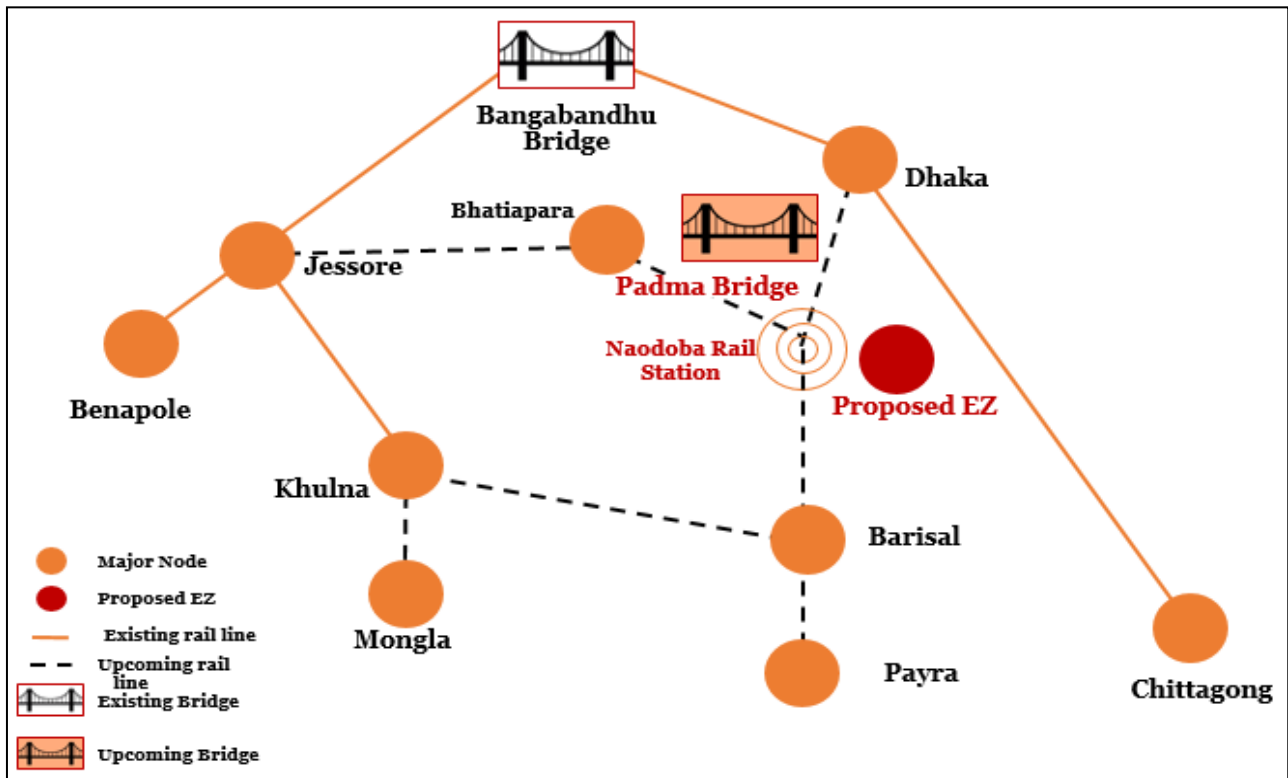 Bangabandhu
Bridge
Dhaka
Bhatiapara
Jessore
Padma Bridge
Naodoba Rail
Station
Proposed EZ
Benapole
Khulna
Barisal
Mongla
Payra
Chittagong
Major Node
Proposed EZ
Existing rail line
Upcoming rail
line
Existing Bridge
Upcoming Bridge